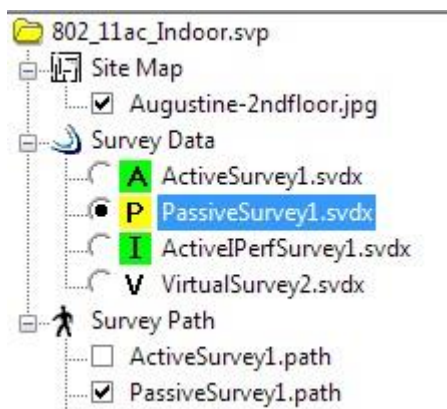 802_11ac_Indoor.svp
Site Map
Augustine-2ndfloor.jpg
Survey Data
A ActiveSurvey1.svdx
P PassiveSurvey1.svdx
I ActiveIPerfSurvey1.svdx
V VirtualSurvey2.svdx
Survey Path
ActiveSurvey1.path
PassiveSurvey1.path